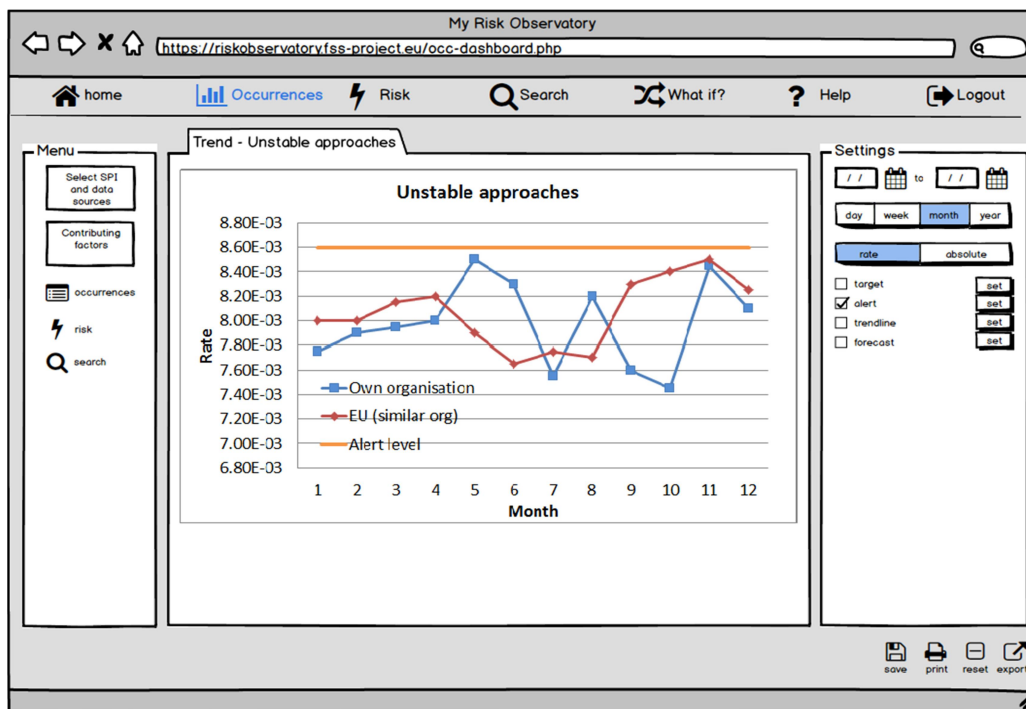 My Risk Observatory
https://riskobservatory.fss-project.eu/occ-dashboard.php
home
Occurrences
Risk
Search
What if?
? Help
Logout
Menu
Select SPI
and data
sources
Contributing
factors
occurrences
risk
search
Trend - Unstable approaches
Unstable approaches
8.80E-03
8.60E-03
8.40E-03
8.20E-03
8.00E-03
7.80E-03
7.60E-03
7.40E-03
7.20E-03
7.00E-03
6.80E-03
Rate
Own organisation
EU (similar org)
Alert level
1 2 3 4 5 6 7 8 9 10 11 12
Month
Settings
/ / to / /
day week month year
rate absolute
target set
alert set
trendline set
forecast set
save print reset export